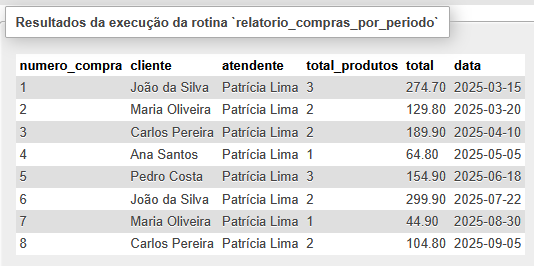 Resultados da execução da rotina `relatorio_compras_por_periodo`
numero_compra cliente atendente total_produtos total data
1 João da Silva Patrícia Lima 3 274.70 2025-03-15
2 Maria Oliveira Patrícia Lima 2 129.80 2025-03-20
3 Carlos Pereira Patrícia Lima 2 189.90 2025-04-10
4 Ana Santos Patrícia Lima 1 64.80 2025-05-05
5 Pedro Costa Patrícia Lima 3 154.90 2025-06-18
6 João da Silva Patrícia Lima 2 299.90 2025-07-22
7 Maria Oliveira Patrícia Lima 1 44.90 2025-08-30
8 Carlos Pereira Patrícia Lima 2 104.80 2025-09-05